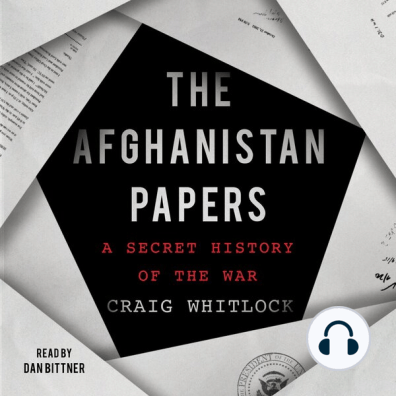 THE
AFGHANISTAN
PAPERS
A SECRET HISTORY
OF THE WAR
CRAIG WHITLOCK
READ BY
DAN BITTNER